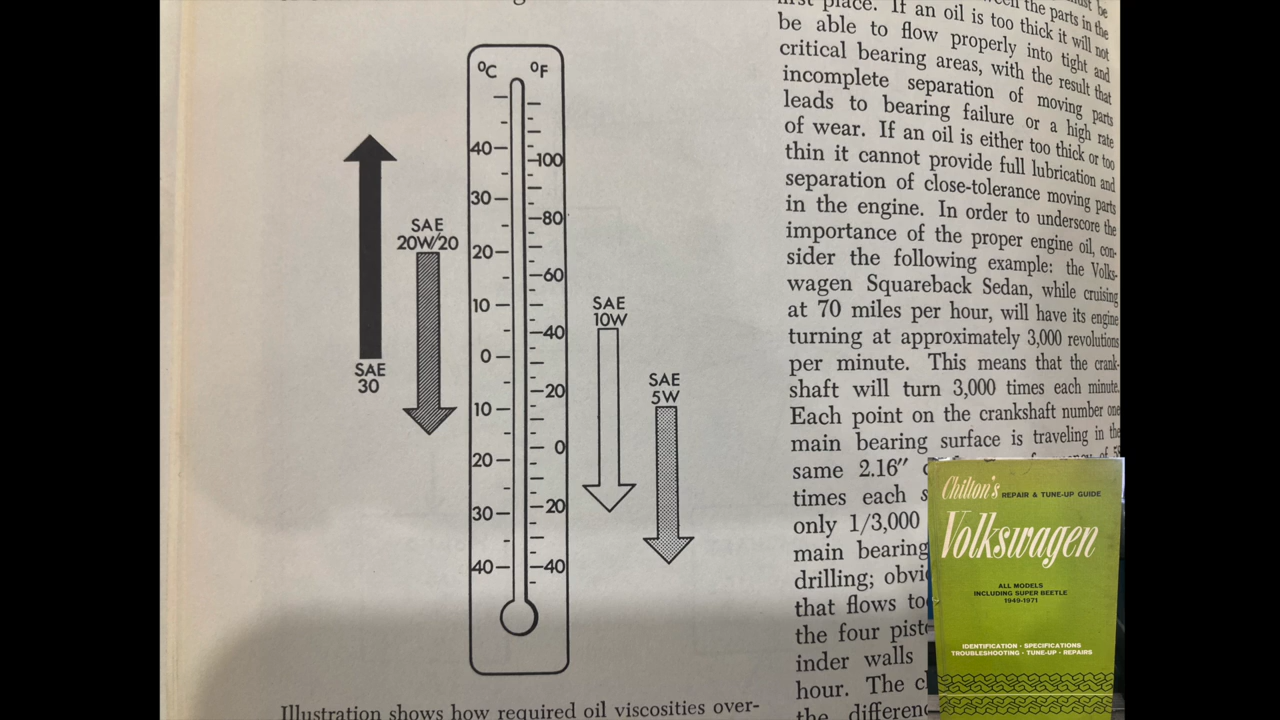 °C °F
40 100
30 80
SAE
20W/20
20
60
SAE
10W
10
40
0
SAE
30
20
SAE
5W
10
0
20
20
30
40 40
Illustration shows how required oil viscosities over-
first place. If an oil is too thick it will not
be able to flow properly into tight and
critical bearing areas, with the result that
incomplete separation of moving parts
leads to bearing failure or a high rate
of wear. If an oil is either too thick or too
thin it cannot provide full lubrication and
separation of close-tolerance moving parts
in the engine. In order to underscore the
importance of the proper engine oil, con-
sider the following example: the Volks-
wagen Squareback Sedan, while cruising
at 70 miles per hour, will have its engine
turning at approximately 3,000 revolutions
per minute. This means that the crank-
shaft will turn 3,000 times each minute.
Each point on the crankshaft number one
main bearing surface is traveling in the
same 2.16"
times each
only 1/3,000
main bearing
drilling;
that flows
the four
inder walls
hour. The
the
Chilton's REPAIR & TUNE-UP GUIDE
Volkswagen
ALL MODELS
INCLUDING SUPER BEETLE
1949-1971
IDENTIFICATION · SPECIFICATIONS
TROUBLESHOOTING · TUNE-UP · REPAIRS